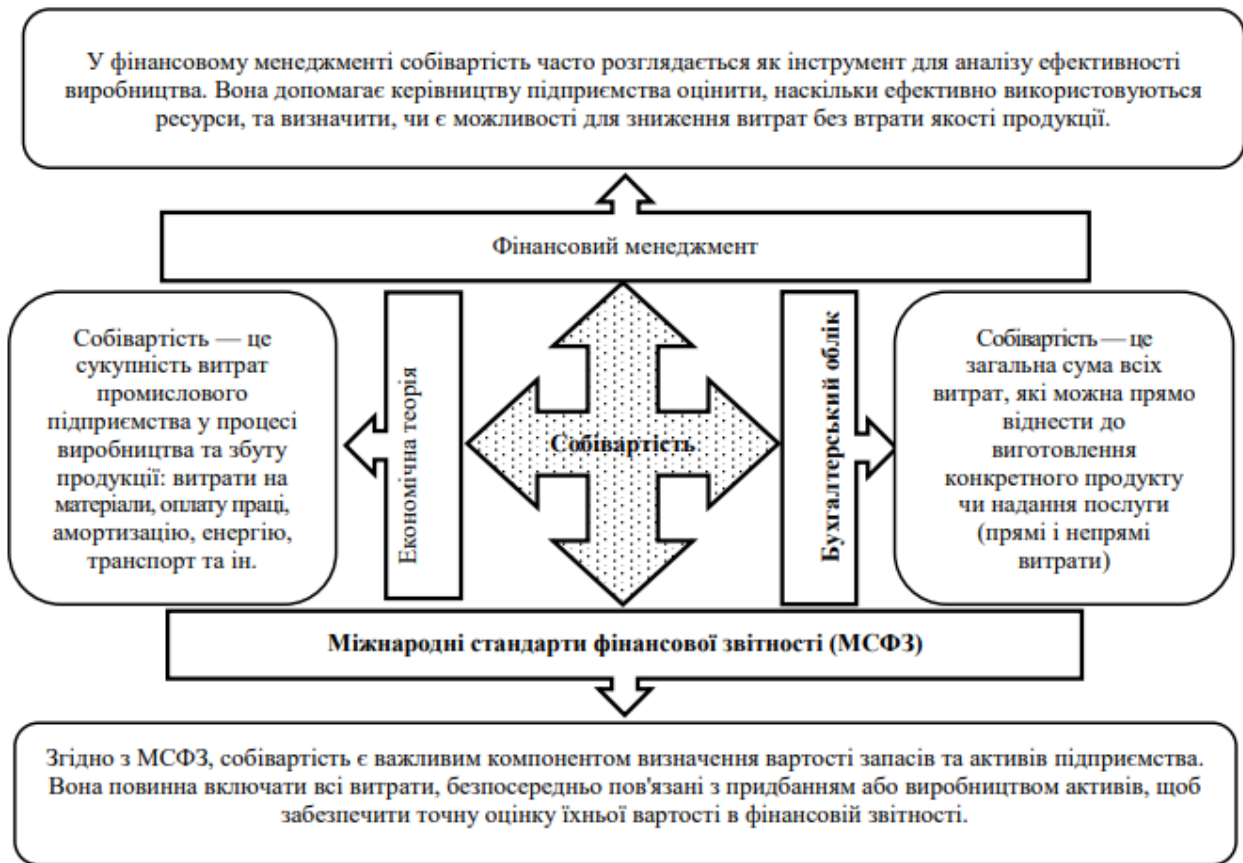 У фінансовому менеджменті собівартість часто розглядається як інструмент для аналізу ефективності
виробництва. Вона допомагає керівництву підприємства оцінити, наскільки ефективно використовуються
ресурси, та визначити, чи є можливості для зниження витрат без втрати якості продукції.
Фінансовий менеджмент
Собівартість — це
сукупність витрат
промислового
підприємства у процесі
виробництва та збуту
продукції: витрати на
матеріали, оплату праці,
амортизацію, енергію,
транспорт та ін.
Економічна теорія
Собівартість
Бухгалтерський облік
Собівартість — це
загальна сума всіх
витрат, які можна прямо
віднести до
виготовлення
конкретного продукту
чи надання послуги
(прямі і непрямі
витрати)
Міжнародні стандарти фінансової звітності (МСФЗ)
Згідно з МСФЗ, собівартість є важливим компонентом визначення вартості запасів та активів підприємства.
Вона повинна включати всі витрати, безпосередньо пов'язані з придбанням або виробництвом активів, щоб
забезпечити точну оцінку їхньої вартості в фінансовій звітності.